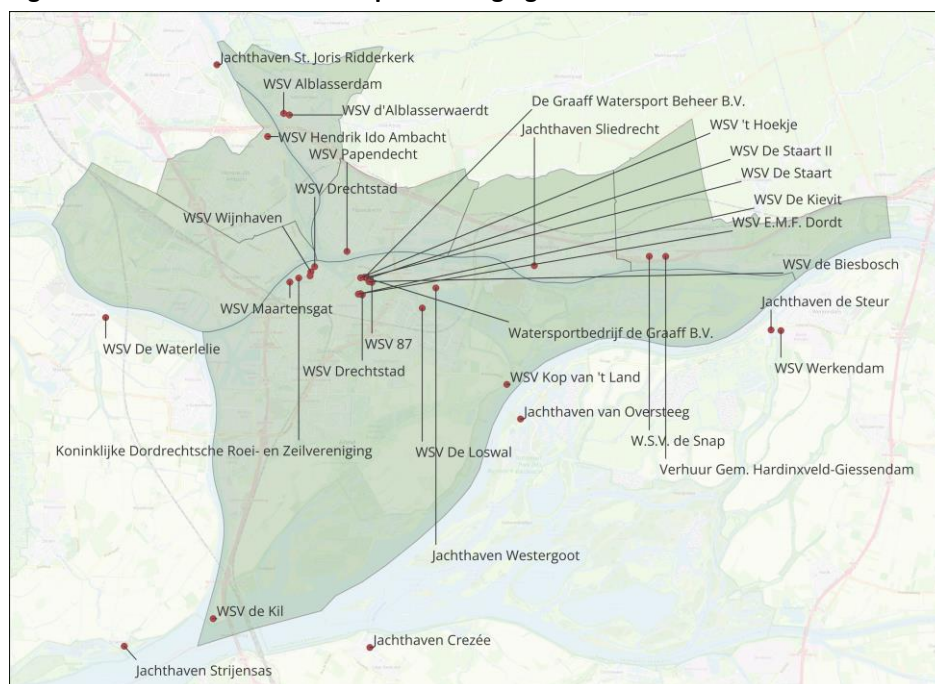 Jachthaven St. Joris Ridderkerk
WSV Alblasserdam
WSV d'Alblasserwaerdt
De Graaff Watersport Beheer B.V.
Jachthaven Sliedrecht
WSV 't Hoekje
WSV Hendrik Ido Ambacht
WSV Papendecht
WSV De Staart II
WSV De Staart
WSV Drechtstad
WSV De Kievit
WSV Wijnhaven
WSV E.M.F. Dordt
WSV de Biesbosch
WSV Maartensgat
Jachthaven de Steur
WSV De Waterlelie
WSV 87
Watersportbedrijf de Graaff B.V.
WSV Drechtstad
WSV Kop van 't Land
WSV Werkendam
Jachthaven van Oversteeg
Koninklijke Dordrechtsche Roei- en Zeilvereniging
WSV De Loswal
W.S.V. de Snap
Verhuur Gem. Hardinxveld-Giessendam
Jachthaven Westergoot
WSV de Kil
Jachthaven Crezée
Jachthaven Strijensas